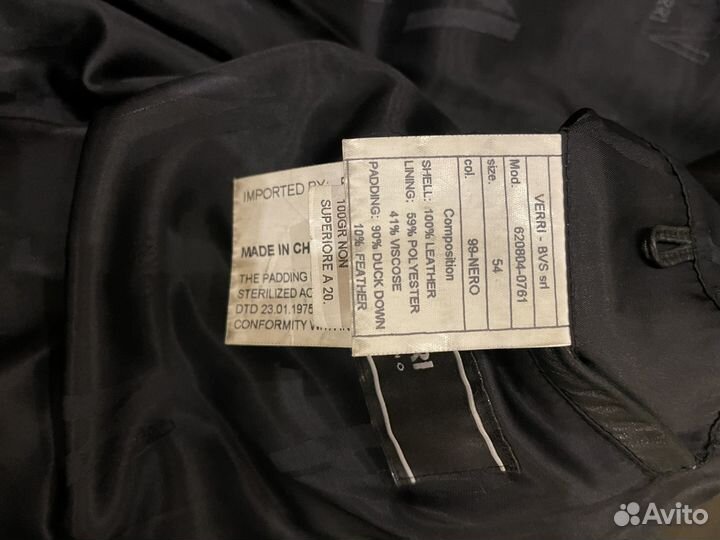 VERRI - BVS srl
Mod. 620804-0761
size. 54
col. 99-NERO
Composition
SHELL: 100% LEATHER
LINING: 59% POLYESTER
41% VISCOSE
PADDING: 90% DUCK DOWN
10% FEATHER
100GR NON
SUPERIORE A 20.
IMPORTED BY:
MADE IN CH
THE PADDING
STERILIZED AC
DTD 23.01.1975
CONFORMITY
RI
O
Avito